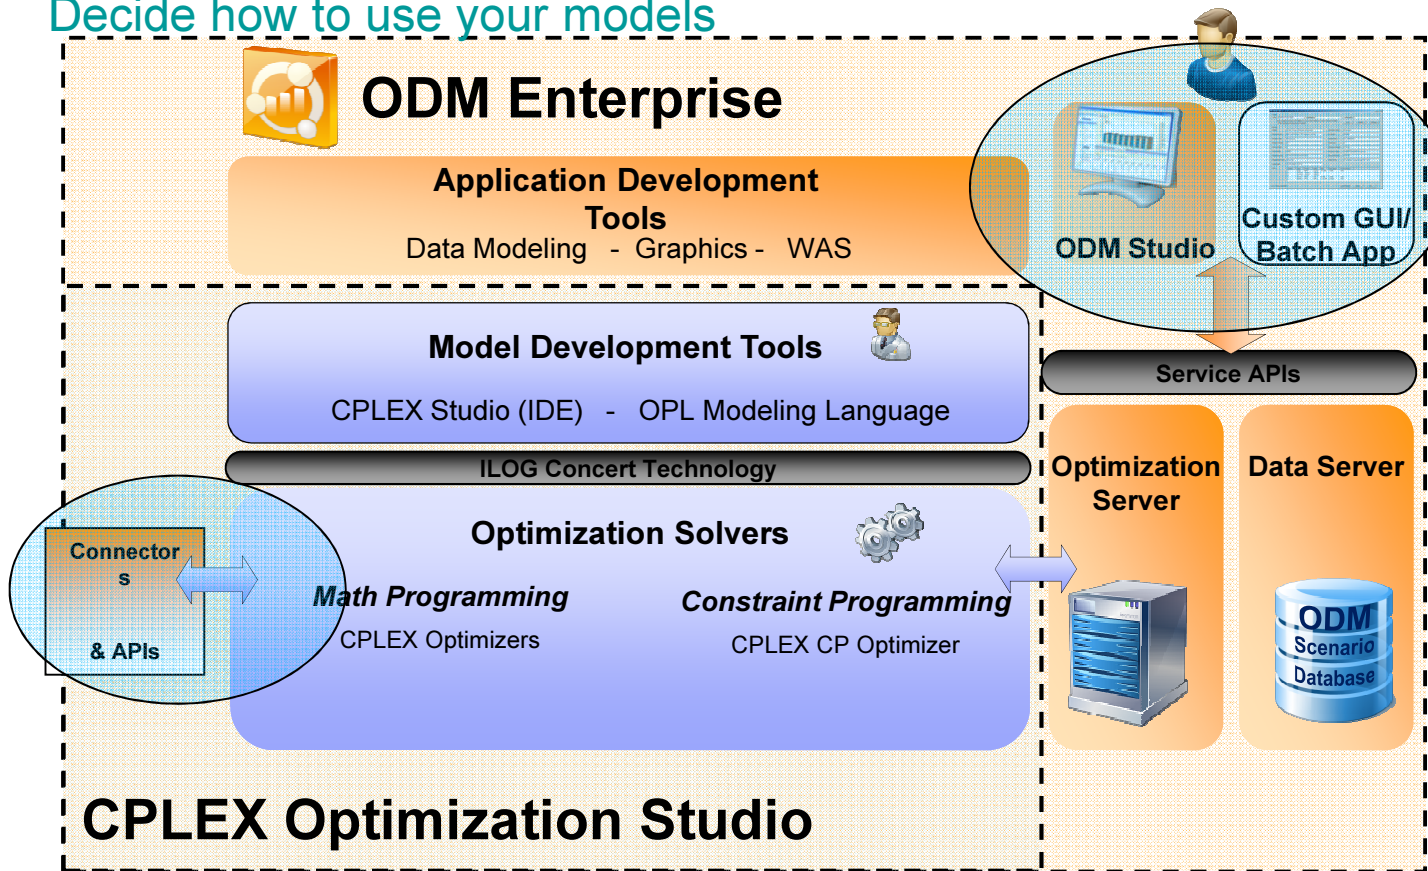 Decide how to use your models
ODM Enterprise
Application Development
Tools
Data Modeling - Graphics - WAS
ODM Studio
Custom GUI/
Batch App
Model Development Tools
CPLEX Studio (IDE) - OPL Modeling Language
Service APIs
ILOG Concert Technology
Optimization
Server
Data Server
Optimization Solvers
Connector
s
& APIs
Math Programming
CPLEX Optimizers
Constraint Programming
CPLEX CP Optimizer
ODM
Scenario
Database
CPLEX Optimization Studio